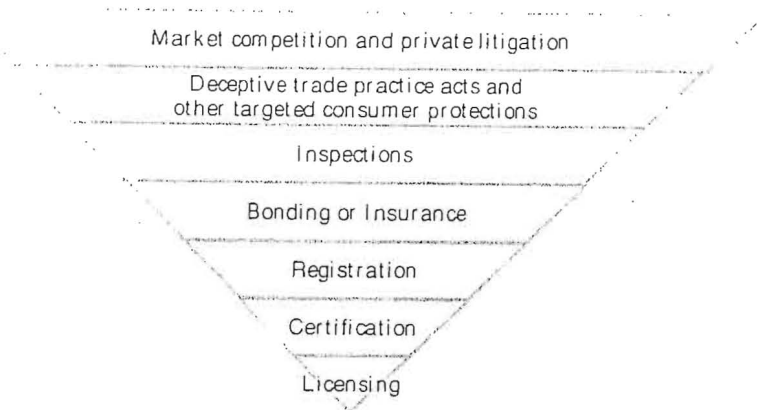 Market competition and private litigation
Deceptive trade practice acts and
other targeted consumer protections
Inspections
Bonding or Insurance
Registration
Certification
Licensing